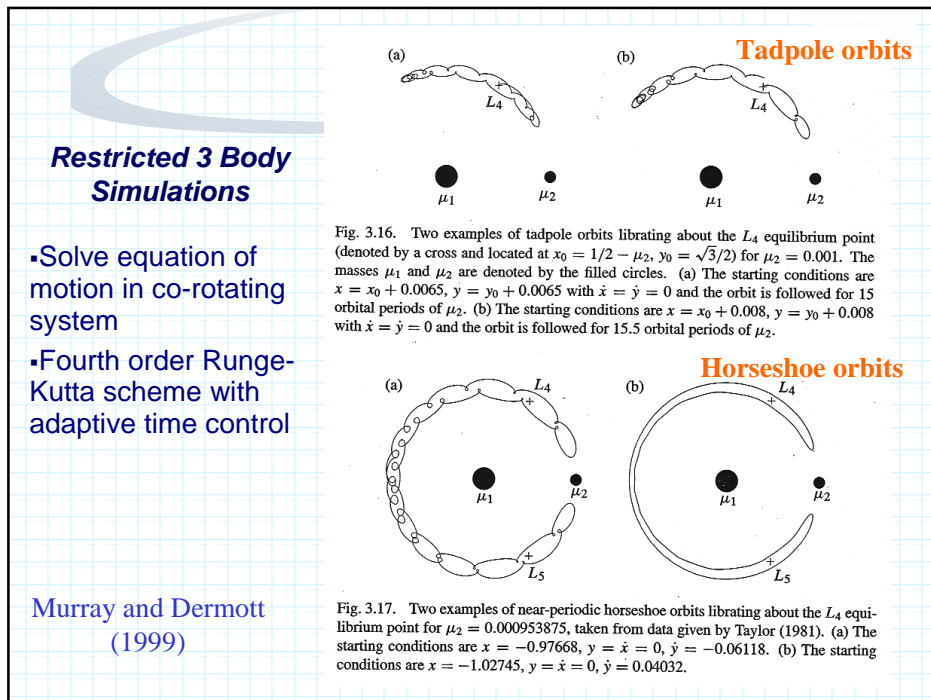 Restricted 3 Body
Simulations
▪Solve equation of
motion in co-rotating
system
▪Fourth order Runge-
Kutta scheme with
adaptive time control
Murray and Dermott
(1999)
Tadpole orbits
(a)
(b)
L4
L4
μ1
μ2
μ1
μ2
Fig. 3.16. Two examples of tadpole orbits librating about the L4 equilibrium point
(denoted by a cross and located at x0 = 1/2 − μ2, y0 = √3/2) for μ2 = 0.001. The
masses μ1 and μ2 are denoted by the filled circles. (a) The starting conditions are
x = x0 + 0.0065, y = y0 + 0.0065 with ẋ = ẏ = 0 and the orbit is followed for 15
orbital periods of μ2. (b) The starting conditions are x = x0 + 0.008, y = y0 + 0.008
with ẋ = ẏ = 0 and the orbit is followed for 15.5 orbital periods of μ2.
Horseshoe orbits
(a)
(b)
L4
L4
μ1
μ2
μ1
μ2
L5
L5
Fig. 3.17. Two examples of near-periodic horseshoe orbits librating about the L4 equi-
librium point for μ2 = 0.000953875, taken from data given by Taylor (1981). (a) The
starting conditions are x = −0.97668, y = ẋ = 0, ẏ = −0.06118. (b) The starting
conditions are x = −1.02745, y = ẋ = 0, ẏ = 0.04032.